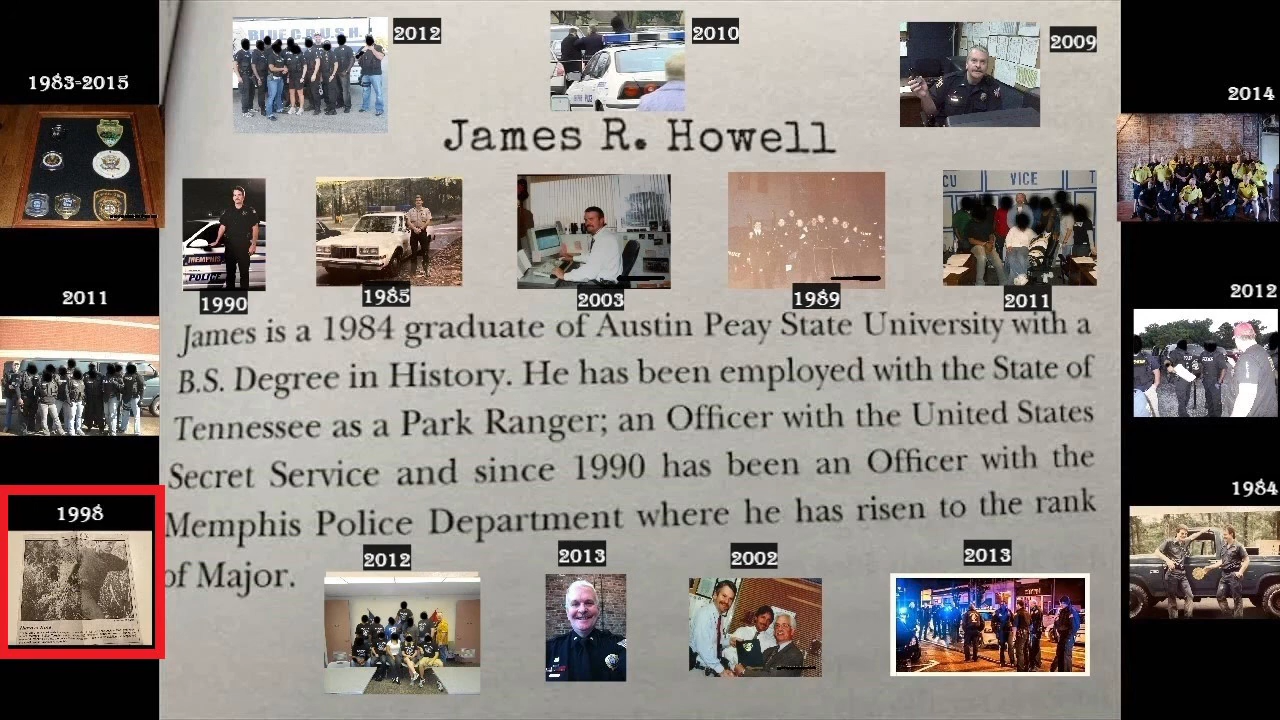 2012
2010
2009
1983-2015
2014
BLUE C.R.U.S.H.
James R. Howell
VICE
MEMPHIS
POLICE
1990
1985
2003
1989
2011
2011
2012
James is a 1984 graduate of Austin Peay State University with a
B.S. Degree in History. He has been employed with the State of
Tennessee as a Park Ranger; an Officer with the United States
Secret Service and since 1990 has been an Officer with the
Memphis Police Department where he has risen to the rank
of Major.
1998
1984
2012
2013
2002
2013